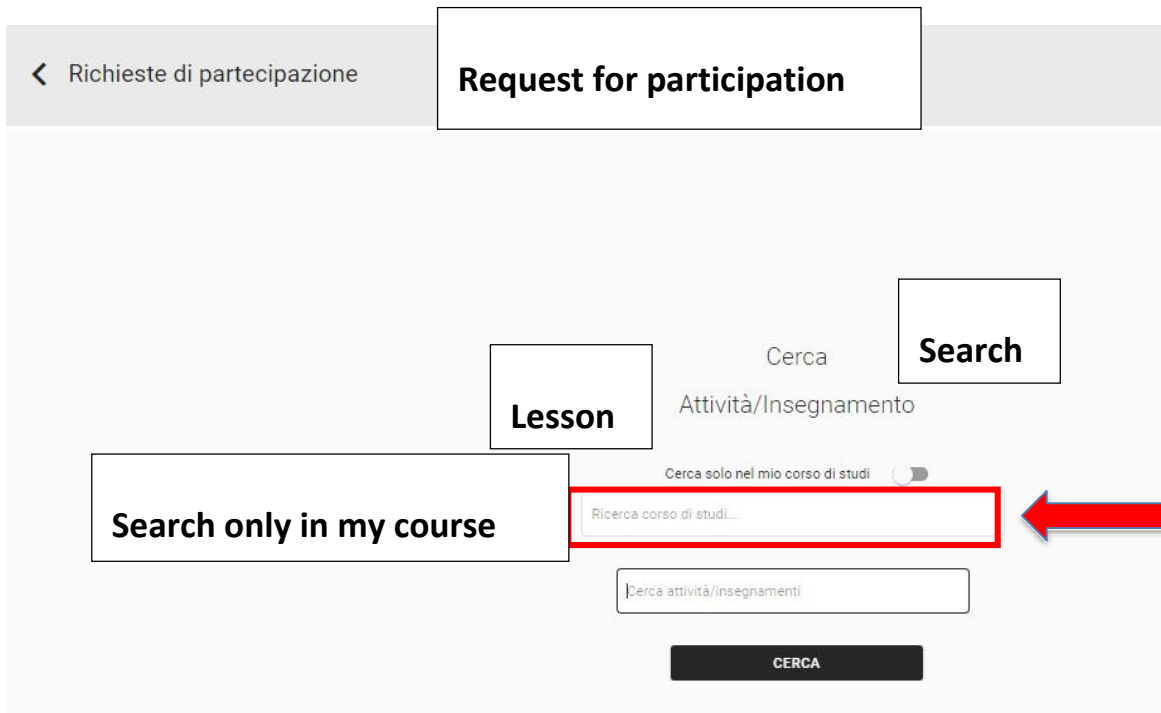 Richieste di partecipazione
Request for participation
Cerca
Search
Attività/Insegnamento
Lesson
Cerca solo nel mio corso di studi
Search only in my course
Ricerca corso di studi...
Cerca attività/insegnamenti
CERCA